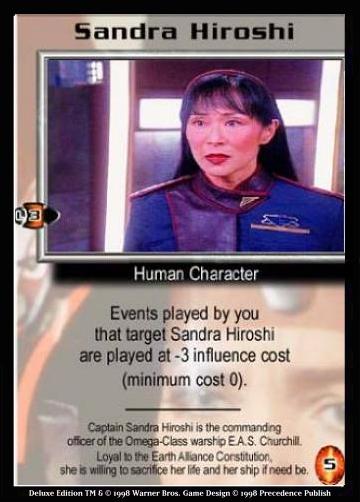 Sandra Hiroshi
3
Human Character
Events played by you
that target Sandra Hiroshi
are played at -3 influence cost
(minimum cost 0).
Captain Sandra Hiroshi is the commanding
officer of the Omega-Class warship E.A.S. Churchill.
Loyal to the Earth Alliance Constitution,
she is willing to sacrifice her life and her ship if need be.
5
Deluxe Edition TM & © 1998 Warner Bros. Game Design © 1998 Precedence Publish